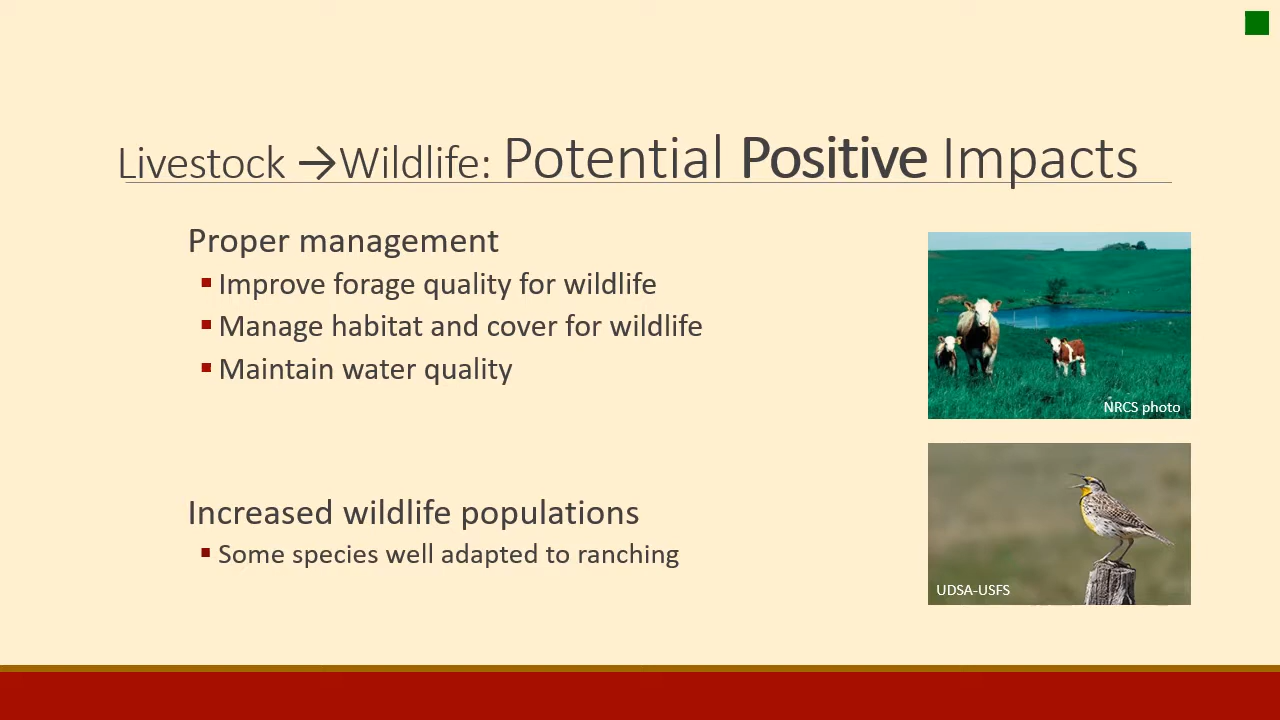 Livestock →Wildlife: Potential Positive Impacts
Proper management
▪Improve forage quality for wildlife
▪Manage habitat and cover for wildlife
▪Maintain water quality
NRCS photo
Increased wildlife populations
▪Some species well adapted to ranching
UDSA-USFS